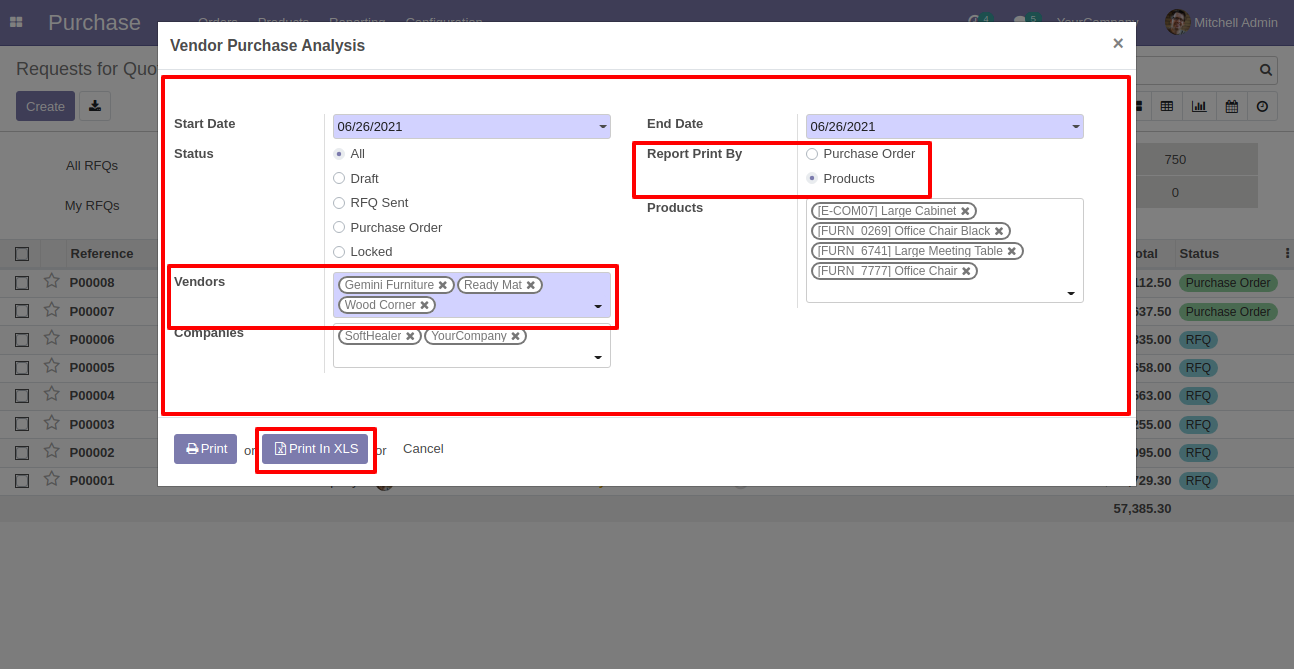 Purchase
Orders Products Reporting Configuration
4
5
YourCompany
Mitchell Admin
Vendor Purchase Analysis
×
Requests for Quo
Create
Start Date
06/26/2021
End Date
06/26/2021
Status
All
Draft
RFQ Sent
Purchase Order
Locked
Report Print By
Purchase Order
Products
Products
[E-COM07] Large Cabinet ×
[FURN_0269] Office Chair Black ×
[FURN_6741] Large Meeting Table ×
[FURN_7777] Office Chair ×
Vendors
Gemini Furniture × Ready Mat ×
Wood Corner ×
Companies
SoftHealer × YourCompany ×
Print or Print In XLS or Cancel
All RFQs
My RFQs
750
0
Reference
otal
Status
P00008
112.50
Purchase Order
P00007
637.50
Purchase Order
P00006
335.00
RFQ
P00005
658.00
RFQ
P00004
563.00
RFQ
P00003
255.00
RFQ
P00002
095.00
RFQ
P00001
729.30
RFQ
57,385.30